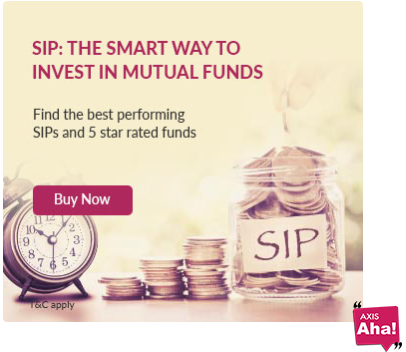 SIP: THE SMART WAY TO
INVEST IN MUTUAL FUNDS
Find the best performing
SIPs and 5 star rated funds
Buy Now
SIP
T&C apply
AXIS
Aha!